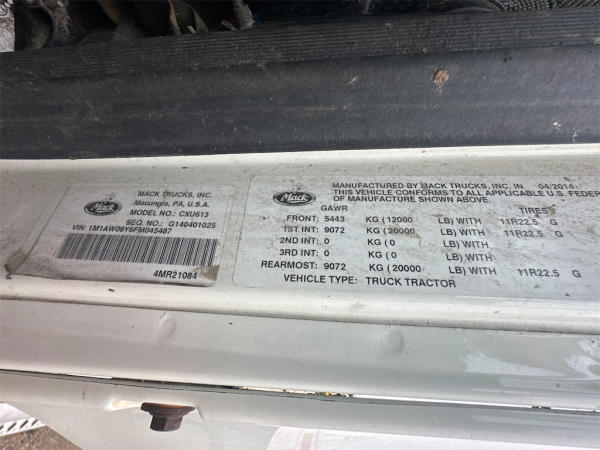 Mack
MACK TRUCKS, INC.
Macungie, PA, U.S.A.
MODEL NO.: CXU613
SEQ. NO.: G140401025
VIN: 1M1AW09Y6FM045487
4MR21084
Mack
MANUFACTURED BY MACK TRUCKS, INC. IN 04/2014
THIS VEHICLE CONFORMS TO ALL APPLICABLE U.S. FEDE
OF MANUFACTURE SHOWN ABOVE.
GAWR TIRES
FRONT: 5443 KG (12000 LB) WITH 11R22.5 G
1ST INT: 9072 KG (20000 LB) WITH 11R22.5 G
2ND INT: 0 KG (0 LB) WITH
3RD INT: 0 KG (0 LB) WITH
REARMOST: 9072 KG (20000 LB) WITH 11R22.5 G
VEHICLE TYPE: TRUCK TRACTOR